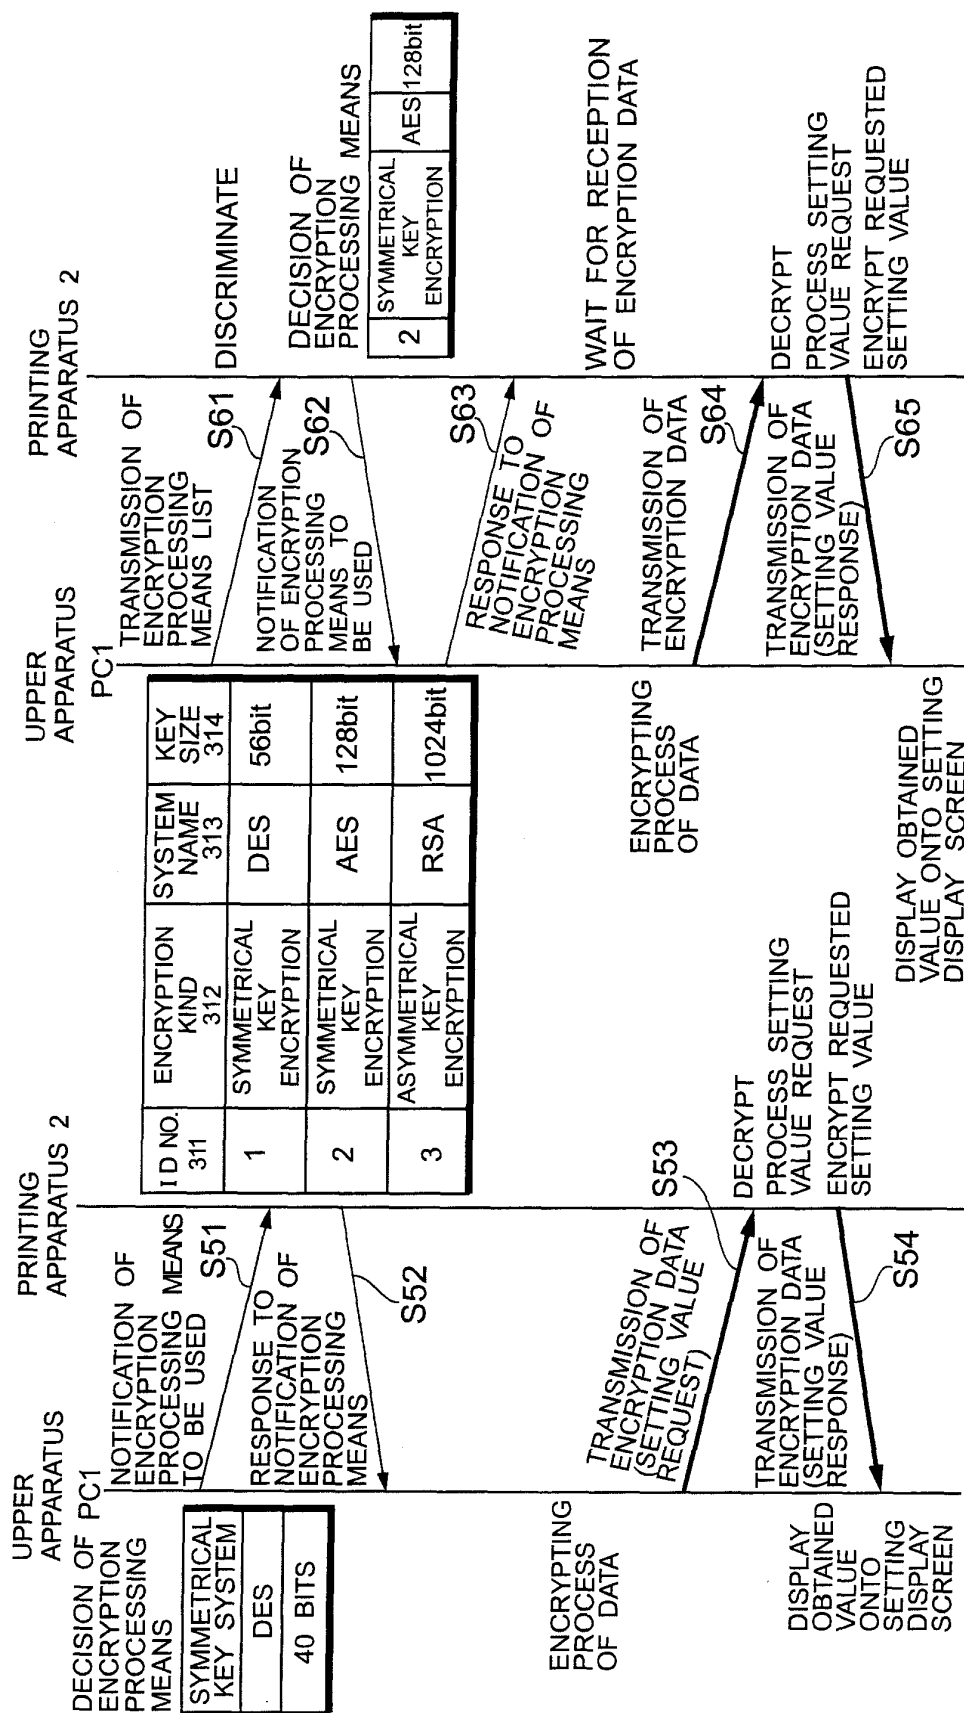 UPPER
APPARATUS
PC1
PRINTING
APPARATUS 2
DECISION OF
ENCRYPTION
PROCESSING
MEANS
SYMMETRICAL
KEY SYSTEM
DES
40 BITS
NOTIFICATION OF
ENCRYPTION
PROCESSING MEANS
TO BE USED
S51
RESPONSE TO
NOTIFICATION OF
ENCRYPTION
PROCESSING
MEANS
S52
ENCRYPTING
PROCESS
OF DATA
TRANSMISSION OF
ENCRYPTION DATA
(SETTING VALUE
REQUEST)
S53
DECRYPT
PROCESS SETTING
VALUE REQUEST
ENCRYPT REQUESTED
SETTING VALUE
TRANSMISSION OF
ENCRYPTION DATA
(SETTING VALUE
RESPONSE)
S54
DISPLAY
OBTAINED
VALUE
ONTO
SETTING
DISPLAY
SCREEN
UPPER
APPARATUS
PC1
PRINTING
APPARATUS 2
I D NO.
311
ENCRYPTION
KIND
312
SYSTEM
NAME
313
KEY
SIZE
314
1
SYMMETRICAL
KEY
ENCRYPTION
DES
56bit
2
SYMMETRICAL
KEY
ENCRYPTION
AES
128bit
3
ASYMETRICAL
KEY
ENCRYPTION
RSA
1024bit
TRANSMISSION OF
ENCRYPTION
PROCESSING
MEANS LIST
S61
DISCRIMINATE
NOTIFICATION
OF ENCRYPTION
PROCESSING
MEANS TO
BE USED
S62
DECISION OF
ENCRYPTION
PROCESSING MEANS
2
SYMMETRICAL
KEY
ENCRYPTION
AES
128bit
S63
RESPONSE TO
NOTIFICATION OF
ENCRYPTION
PROCESSING
MEANS
WAIT FOR RECEPTION
OF ENCRYPTION DATA
ENCRYPTING
PROCESS
OF DATA
TRANSMISSION OF
ENCRYPTION DATA
S64
DECRYPT
PROCESS SETTING
VALUE REQUEST
ENCRYPT REQUESTED
SETTING VALUE
TRANSMISSION OF
ENCRYPTION DATA
(SETTING VALUE
RESPONSE)
S65
DISPLAY OBTAINED
VALUE ONTO SETTING
DISPLAY SCREEN